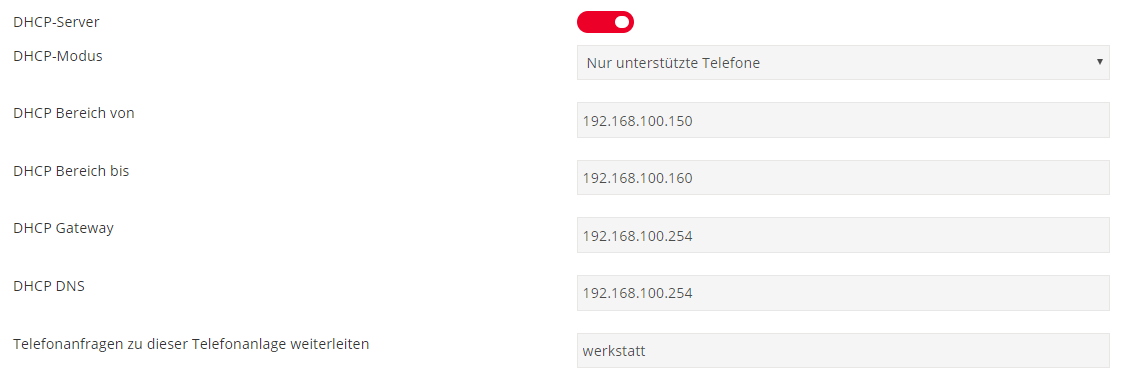 DHCP-Server
DHCP-Modus
Nur unterstützte Telefone
DHCP Bereich von
192.168.100.150
DHCP Bereich bis
192.168.100.160
DHCP Gateway
192.168.100.254
DHCP DNS
192.168.100.254
Telefonanfragen zu dieser Telefonanlage weiterleiten
werkstatt